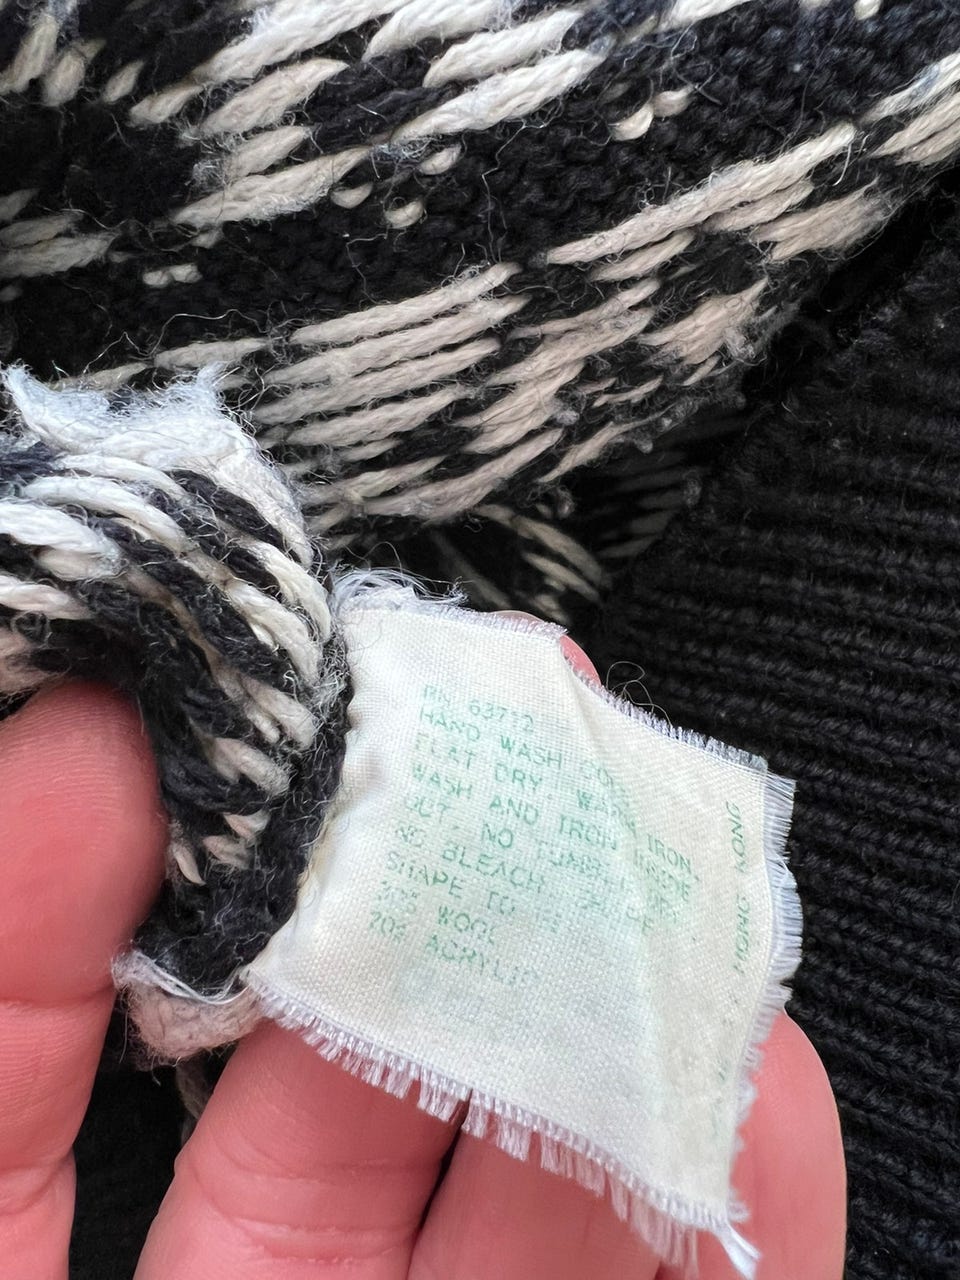 RN 63712
HAND WASH CO
FLAT DRY. WARM IRON.
WASH AND IRON INSIDE
OUT. NO TUMBLE
NO BLEACH.
SHAPE TO
WOOL
20% ACRYLIC
HONG KONG